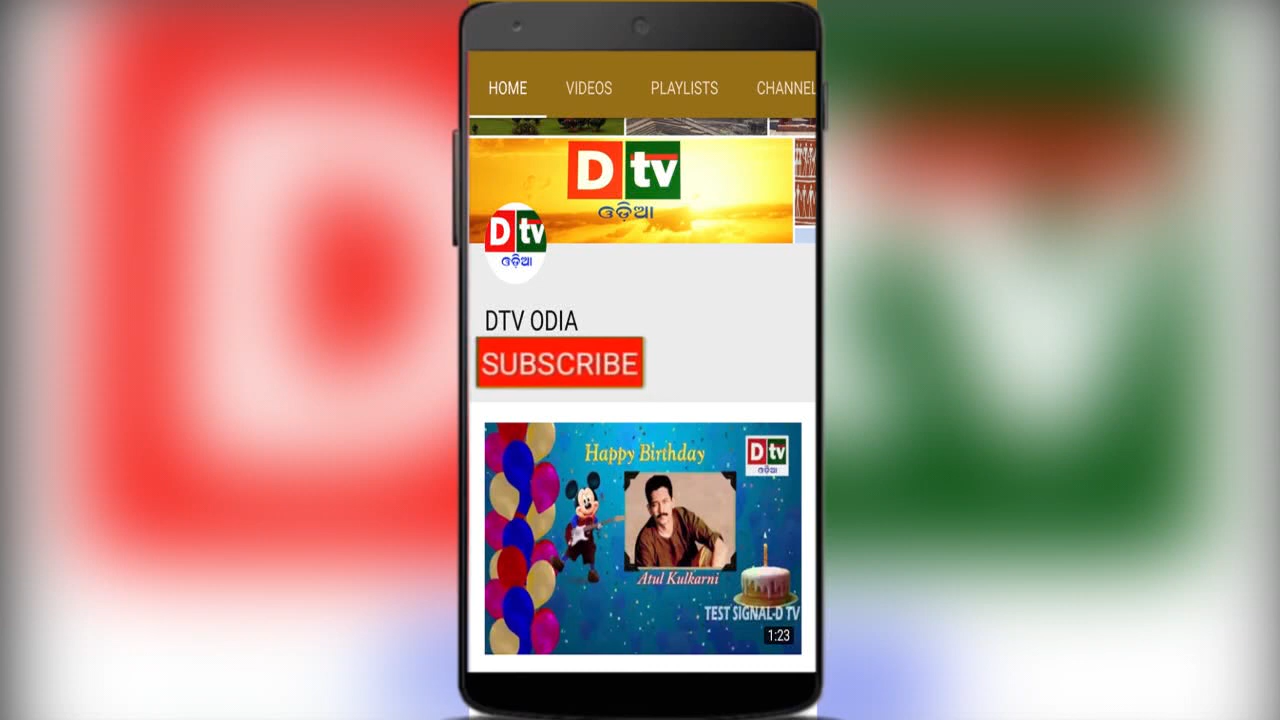 HOME VIDEOS PLAYLISTS CHANNEL
D tv
ଓଡ଼ିଆ
D tv
ଓଡ଼ିଆ
DTV ODIA
SUBSCRIBE
Happy Birthday
D tv
ଓଡ଼ିଆ
Atul Kulkarni
TEST SIGNAL-D TV
1:23